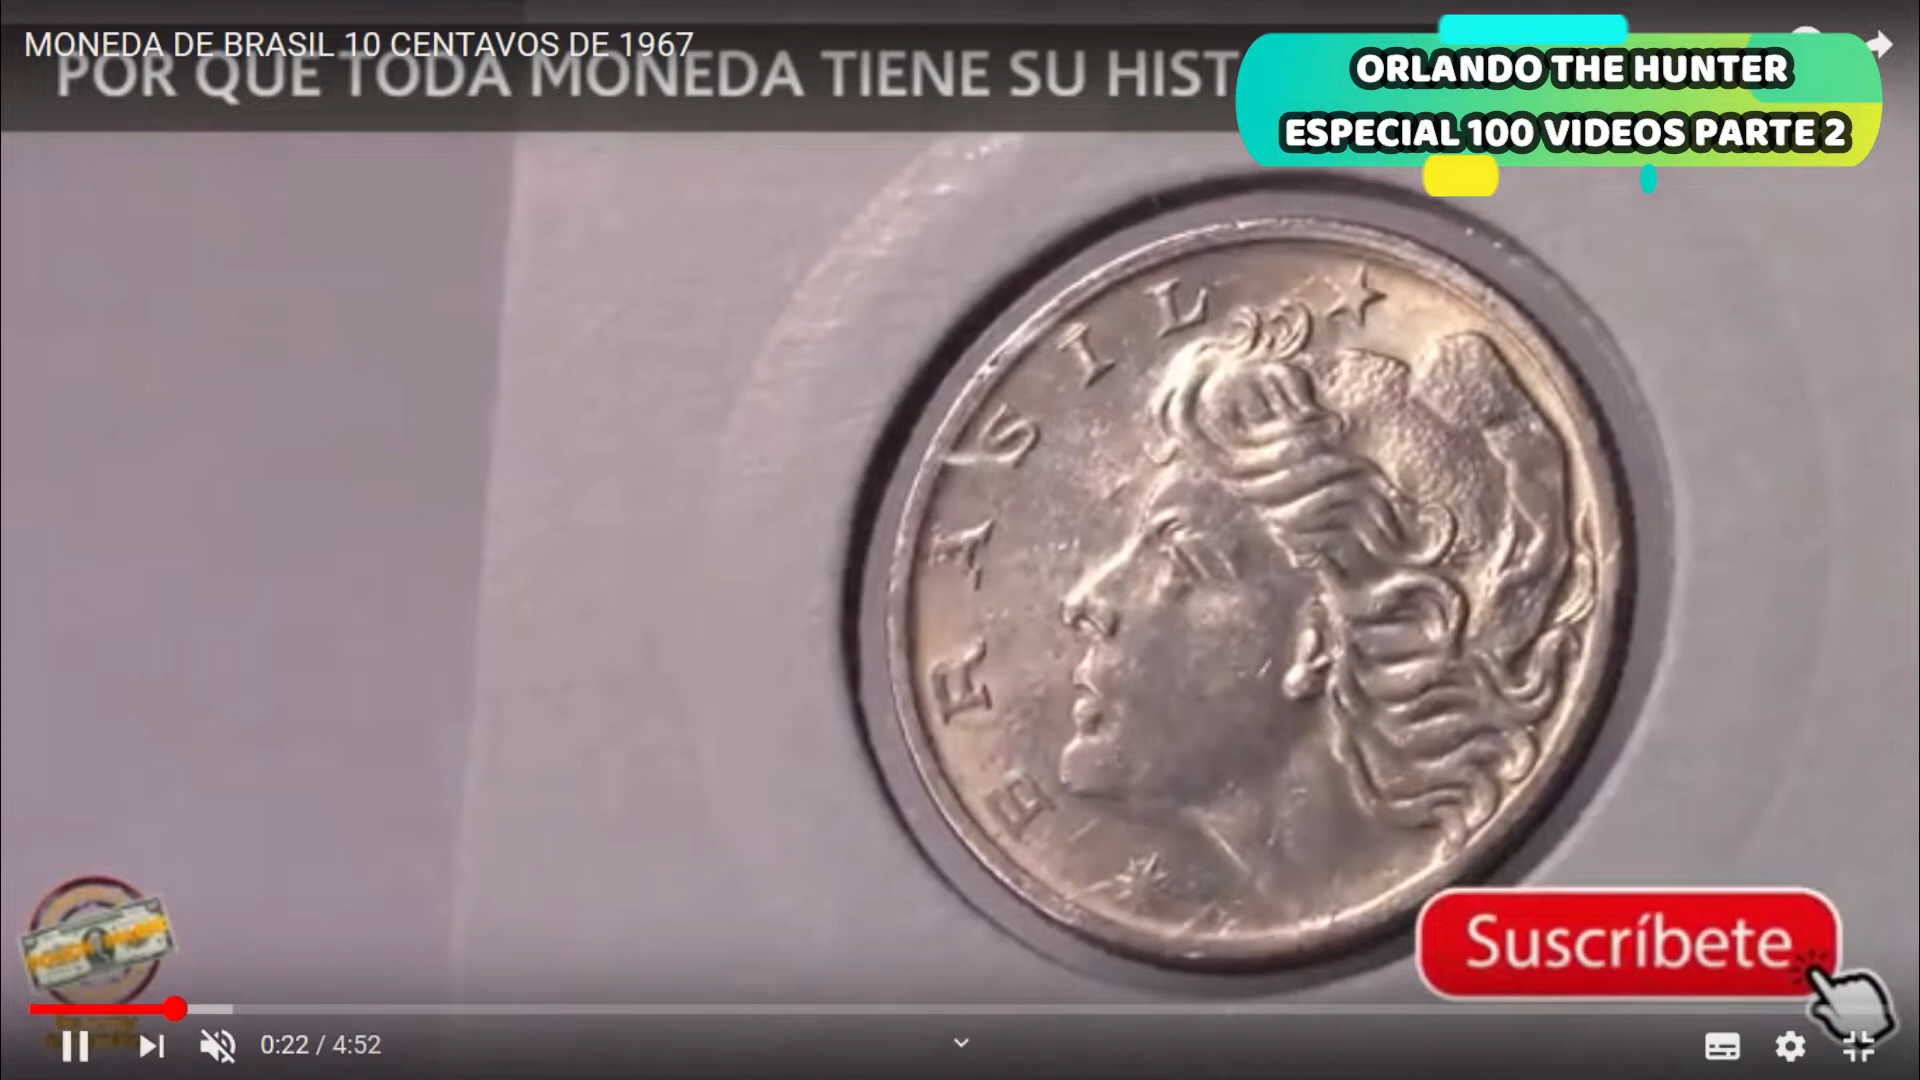 MONEDA DE BRASIL 10 CENTAVOS DE 1967
POR QUE TODA MONEDA TIENE SU HIST
ORLANDO THE HUNTER
ESPECIAL 100 VIDEOS PARTE 2
BRASIL
Suscríbete
0:22 / 4:52